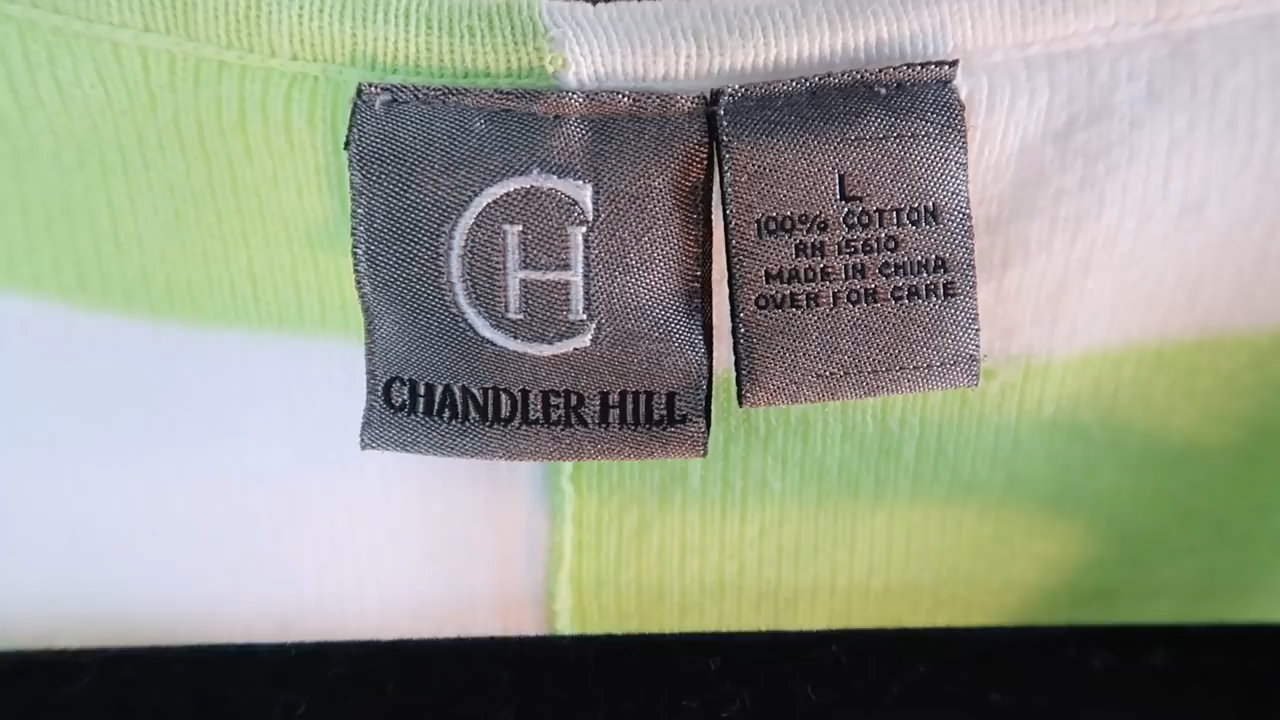 CH
CHANDLER HILL
L
100% COTTON
RN 15610
MADE IN CHINA
OVER FOR CARE